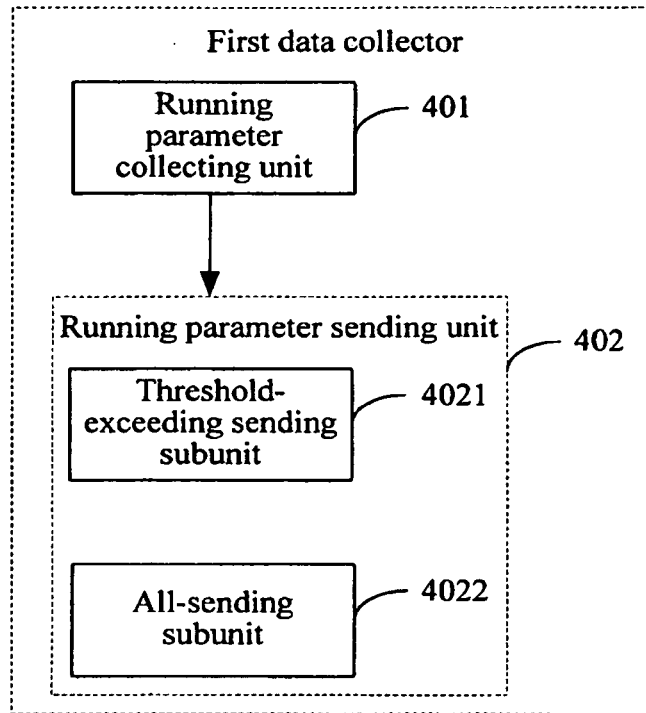 First data collector
Running
parameter
collecting unit
401
Running parameter sending unit
402
Threshold-
exceeding sending
subunit
4021
All-sending
subunit
4022